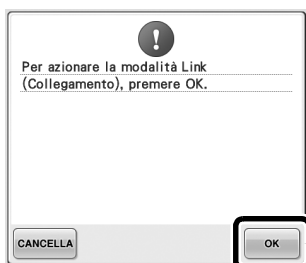 Per azionare la modalità Link
(Collegamento), premere OK.
CANCELLA
OK